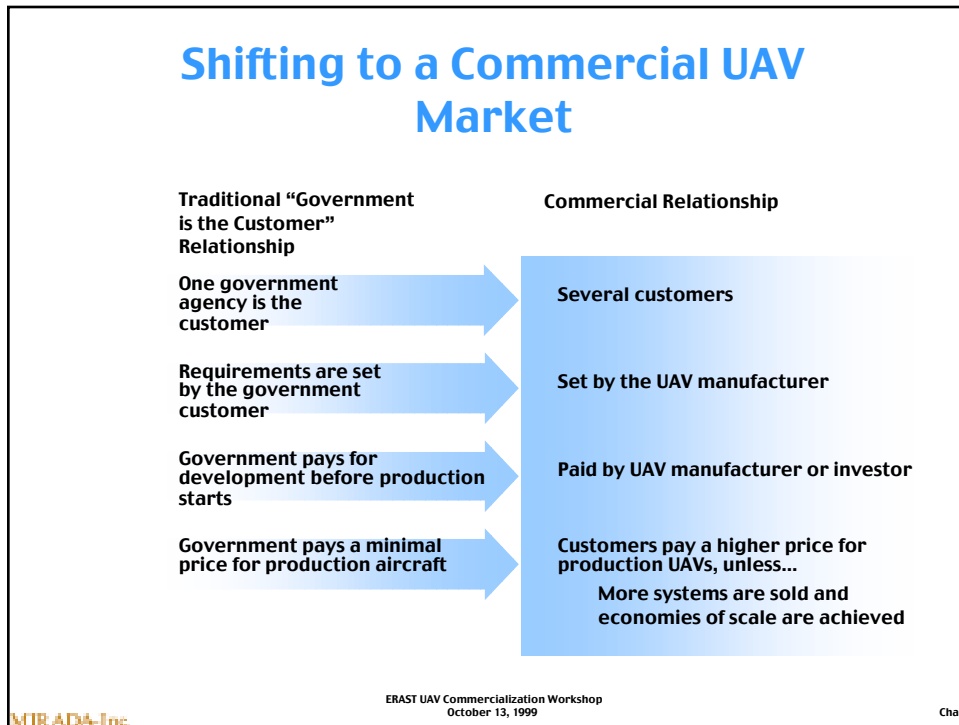 Shifting to a Commercial UAV
Market
Traditional “Government
is the Customer”
Relationship
Commercial Relationship
One government
agency is the
customer
Several customers
Requirements are set
by the government
customer
Set by the UAV manufacturer
Government pays for
development before production
starts
Paid by UAV manufacturer or investor
Government pays a minimal
price for production aircraft
Customers pay a higher price for
production UAVs, unless...
More systems are sold and
economies of scale are achieved
MIRADA-Inc.
ERAST UAV Commercialization Workshop
October 13, 1999
Cha